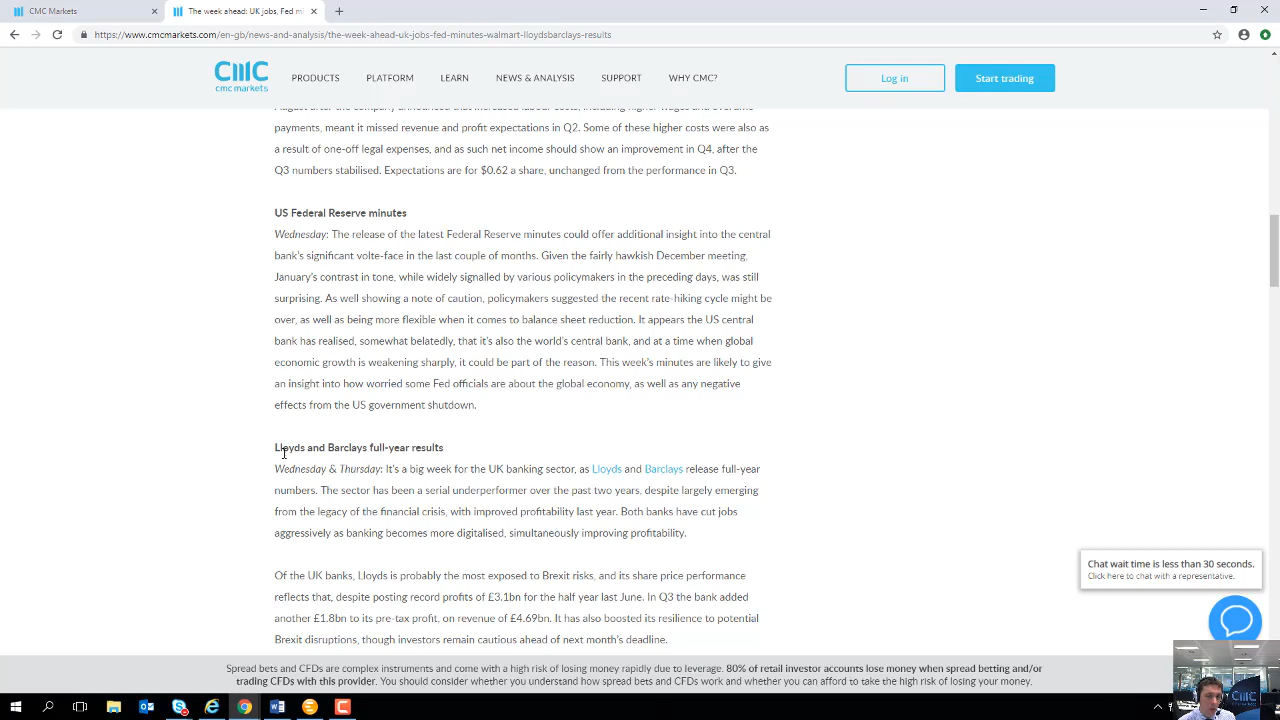 CMC Markets
The week ahead: UK jobs, Fed mi
https://www.cmcmarkets.com/en-gb/news-and-analysis/the-week-ahead-uk-jobs-fed-minutes-walmart-lloydsbarclays-results
cmc markets
PRODUCTS PLATFORM LEARN NEWS & ANALYSIS SUPPORT WHY CMC?
Log in
Start trading
payments, meant it missed revenue and profit expectations in Q2. Some of these higher costs were also as
a result of one-off legal expenses, and as such net income should show an improvement in Q4, after the
Q3 numbers stabilised. Expectations are for $0.62 a share, unchanged from the performance in Q3.
US Federal Reserve minutes
Wednesday: The release of the latest Federal Reserve minutes could offer additional insight into the central
bank's significant volte-face in the last couple of months. Given the fairly hawkish December meeting,
January's contrast in tone, while widely signalled by various policymakers in the preceding days, was still
surprising. As well showing a note of caution, policymakers suggested the recent rate-hiking cycle might be
over, as well as being more flexible when it comes to balance sheet reduction. It appears the US central
bank has realised, somewhat belatedly, that it's also the world's central bank, and at a time when global
economic growth is weakening sharply, it could be part of the reason. This week's minutes are likely to give
an insight into how worried some Fed officials are about the global economy, as well as any negative
effects from the US government shutdown.
Lloyds and Barclays full-year results
Wednesday & Thursday: It's a big week for the UK banking sector, as Lloyds and Barclays release full-year
numbers. The sector has been a serial underperformer over the past two years, despite largely emerging
from the legacy of the financial crisis, with improved profitability last year. Both banks have cut jobs
aggressively as banking becomes more digitalised, simultaneously improving profitability.
Of the UK banks, Lloyds is probably the most exposed to Brexit risks, and its share price performance
reflects that, despite posting record profits of £3.1bn for the half year last June. In Q3 the bank added
another £1.8bn to its pre-tax profit, on revenue of £4.69bn. It has also boosted its resilience to potential
Brexit disruptions, though investors remain cautious ahead of next month's deadline.
Chat wait time is less than 30 seconds.
Click here to chat with a representative.
Spread bets and CFDs are complex instruments and come with a high risk of losing money rapidly due to leverage. 80% of retail investor accounts lose money when spread betting and/or
trading CFDs with this provider. You should consider whether you understand how spread bets and CFDs work and whether you can afford to take the high risk of losing your money.